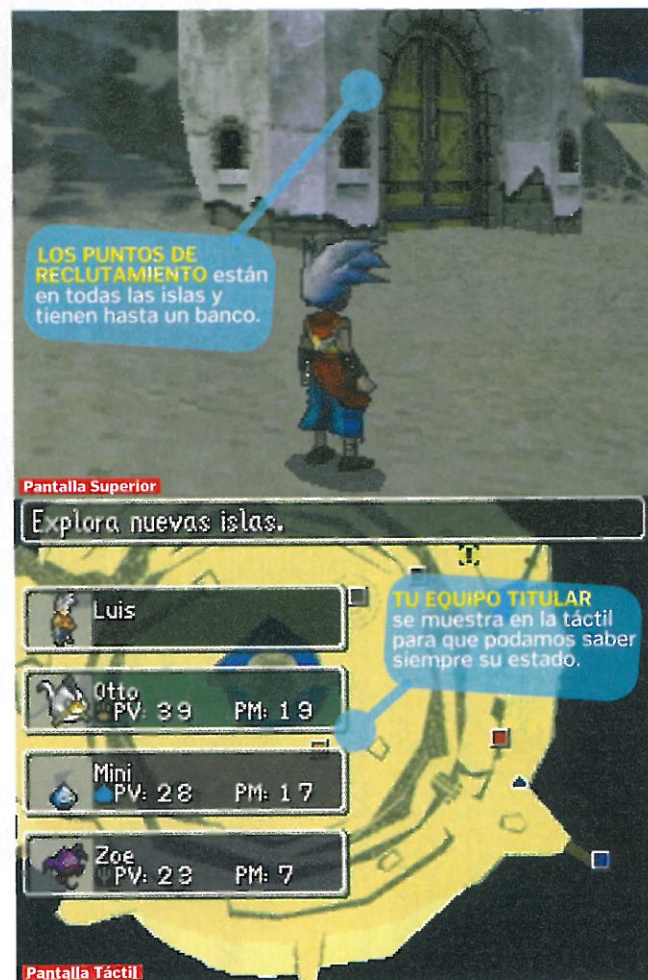 LOS PUNTOS DE
RECLUTAMIENTO están
en todas las islas y
tienen hasta un banco.
Pantalla Superior
Explora nuevas islas.
Luis
TU EQUIPO TITULAR
se muestra en la táctil
para que podamos saber
siempre su estado.
Otto
PV: 39 PM: 19
Mini
PV: 28 PM: 17
Zoe
PV: 23 PM: 7
Pantalla Táctil